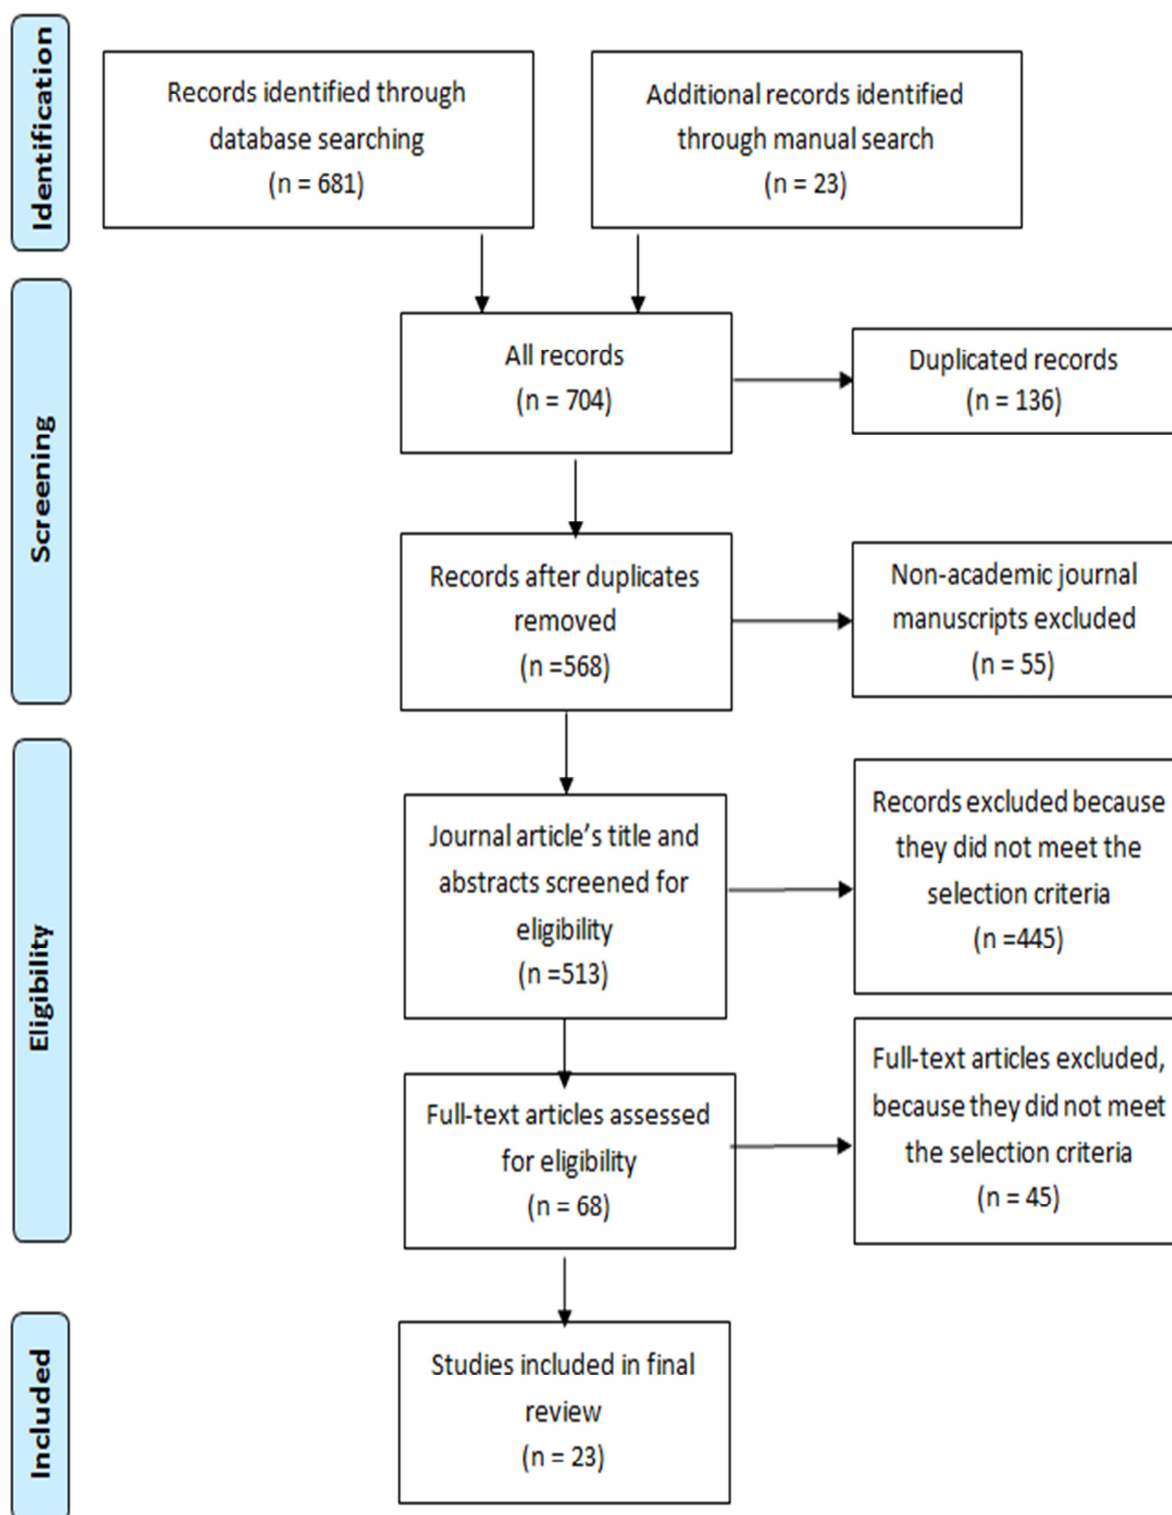 Identification
Records identified through
database searching
(n = 681)
Additional records identified
through manual search
(n = 23)
Screening
All records
(n = 704)
Duplicated records
(n = 136)
Records after duplicates
removed
(n =568)
Non-academic journal
manuscripts excluded
(n = 55)
Eligibility
Journal article’s title and
abstracts screened for
eligibility
(n =513)
Records excluded because
they did not meet the
selection criteria
(n =445)
Full-text articles assessed
for eligibility
(n = 68)
Full-text articles excluded,
because they did not meet
the selection criteria
(n = 45)
Included
Studies included in final
review
(n = 23)